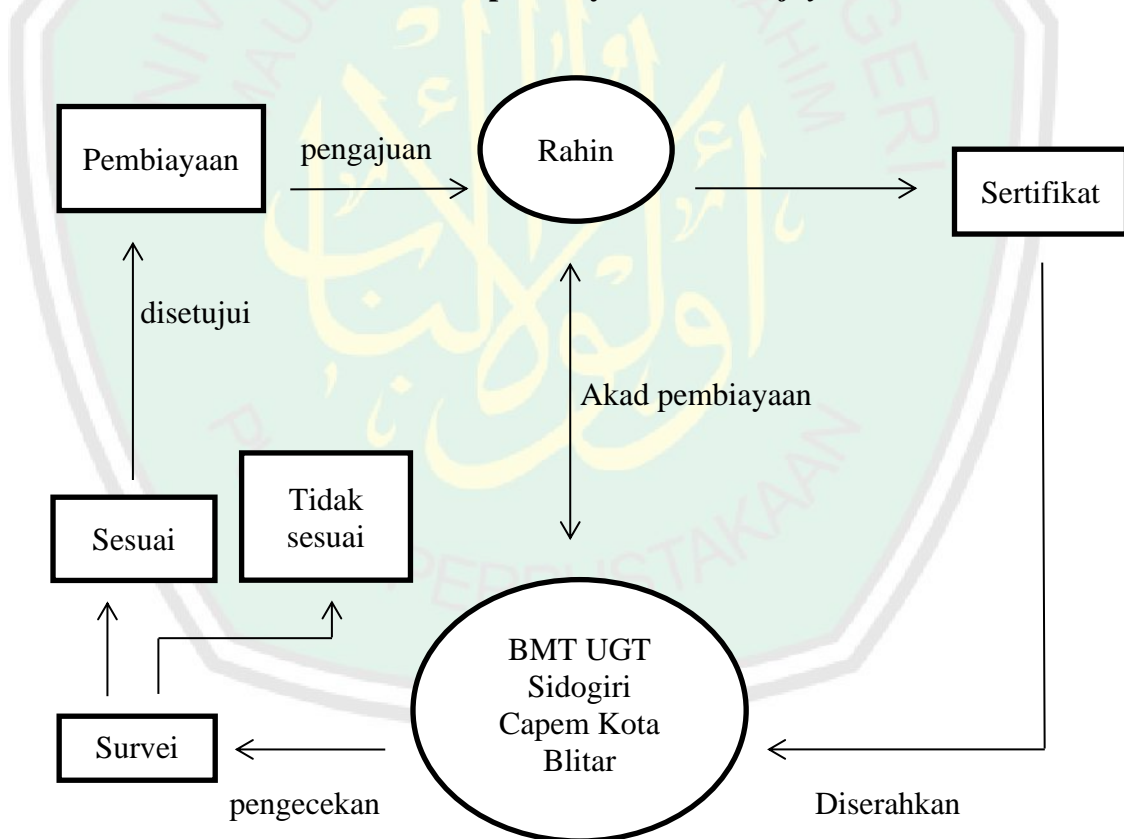 Pembiayaan
pengajuan
Rahin
Sertifikat
disetujui
Akad pembiayaan
Tidak
sesuai
Sesuai
BMT UGT
Sidogiri
Capem Kota
Blitar
Survei
pengecekan
Diserahkan
PERPUSTAKAAN